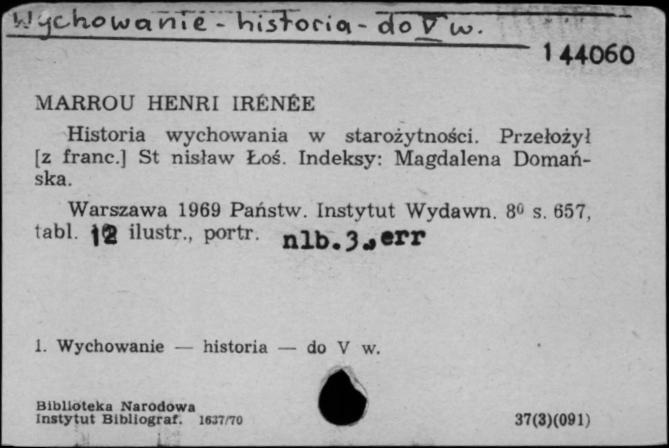 Wychowanie - historia - do V w.
144060
MARROU HENRI IRÉNÉE
Historia wychowania w starożytności. Przełożył
[z franc.] St nisław Łoś. Indeksy: Magdalena Domań-
ska.
Warszawa 1969 Państw. Instytut Wydawn. 8⁰ s. 657,
tabl. 12 ilustr., portr. nlb.3., err
1. Wychowanie — historia — do V w.
Biblioteka Narodowa
Instytut Bibliograf. 1637/70
37(3)(091)